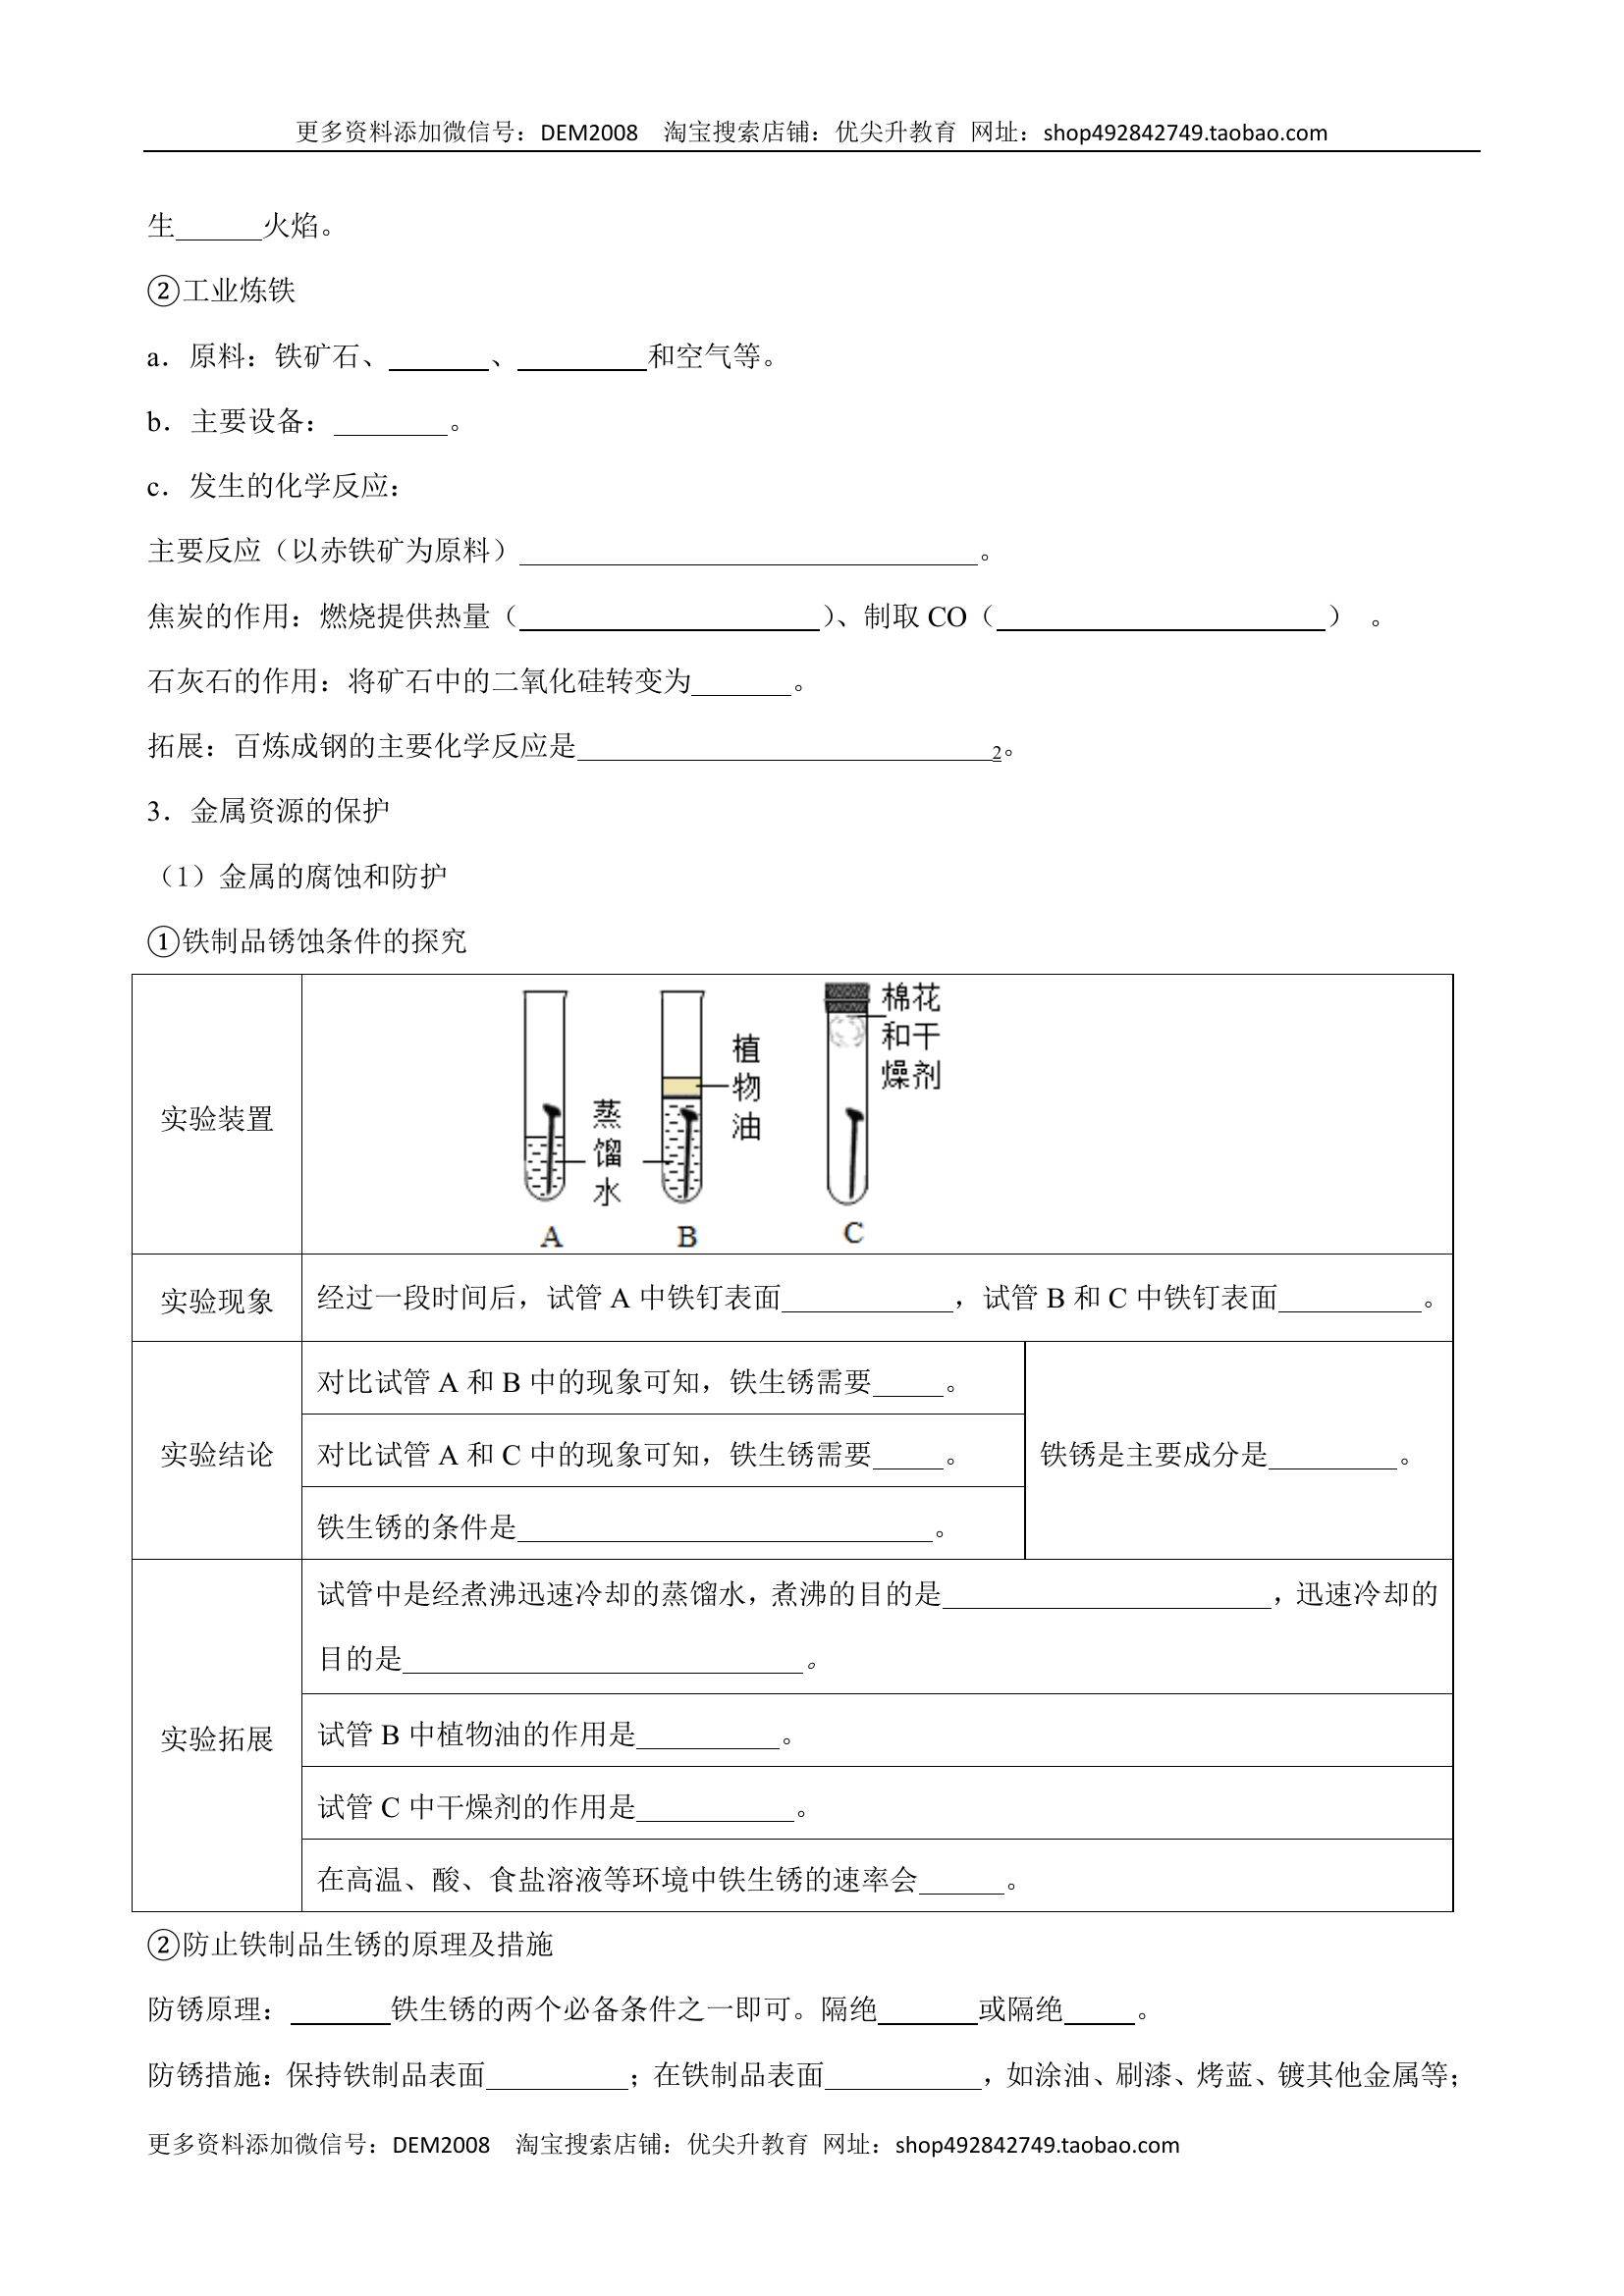 更多资料添加微信号：DEM2008 淘宝搜索店铺：优尖升教育 网址：shop492842749.taobao.com
生______火焰。
②工业炼铁
a．原料：铁矿石、_______、_________和空气等。
b．主要设备：________。
c．发生的化学反应：
主要反应（以赤铁矿为原料）________________________________。
焦炭的作用：燃烧提供热量（_____________________）、制取 CO（_______________________） 。
石灰石的作用：将矿石中的二氧化硅转变为_______。
拓展：百炼成钢的主要化学反应是_____________________________2。
3．金属资源的保护
（1）金属的腐蚀和防护
①铁制品锈蚀条件的探究
实验装置
蒸馏水
植物油
棉花和干燥剂
A B C
实验现象
经过一段时间后，试管 A 中铁钉表面____________，试管 B 和 C 中铁钉表面__________。
实验结论
对比试管 A 和 B 中的现象可知，铁生锈需要_____。
对比试管 A 和 C 中的现象可知，铁生锈需要_____。
铁生锈的条件是_____________________________。
铁锈是主要成分是_________。
实验拓展
试管中是经煮沸迅速冷却的蒸馏水，煮沸的目的是_______________________，迅速冷却的
目的是____________________________。
试管 B 中植物油的作用是__________。
试管 C 中干燥剂的作用是___________。
在高温、酸、食盐溶液等环境中铁生锈的速率会______。
②防止铁制品生锈的原理及措施
防锈原理：_______铁生锈的两个必备条件之一即可。隔绝_______或隔绝_____。
防锈措施：保持铁制品表面__________；在铁制品表面___________，如涂油、刷漆、烤蓝、镀其他金属等；
更多资料添加微信号：DEM2008 淘宝搜索店铺：优尖升教育 网址：shop492842749.taobao.com